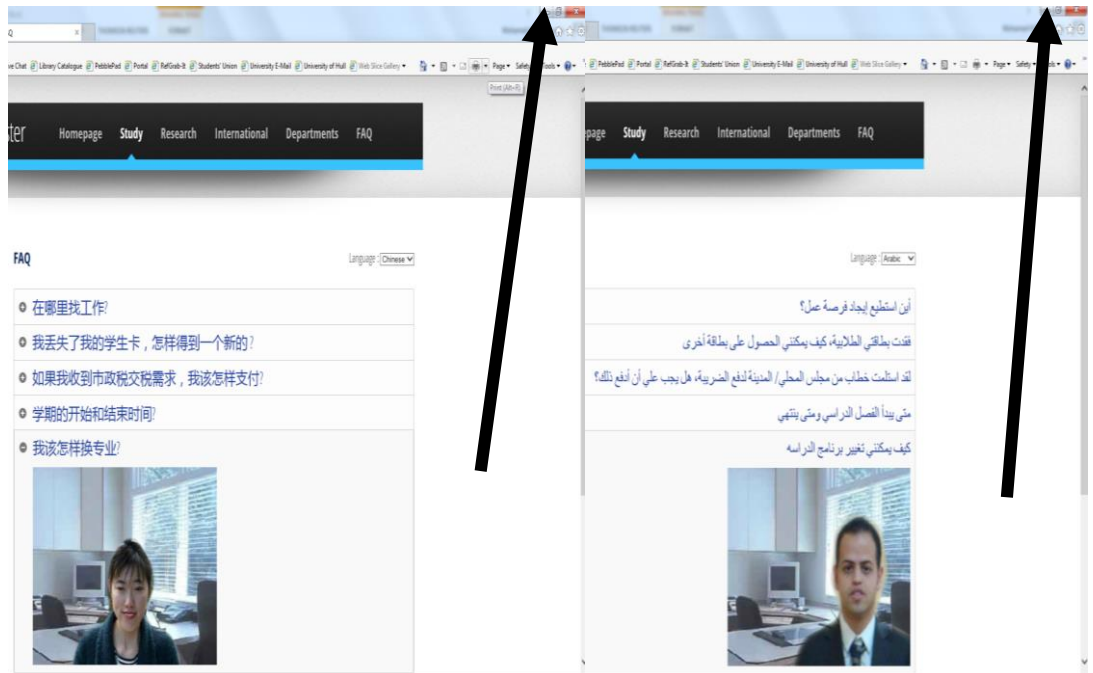 ve Chat Library Catalogue PebblePad Portal RefGrab-It Students' Union University E-Mail University of Hull Web Slice Gallery Page Safety Tools
Print (Alt+R)
ster Homepage Study Research International Departments FAQ
FAQ
Language : Chinese
在哪里找工作?
我丢失了我的学生卡，怎样得到一个新的?
如果我收到市政税交税需求，我该怎样支付?
学期的开始和结束时间?
我该怎样换专业?
PebblePad Portal RefGrab-It Students' Union University E-Mail University of Hull Web Slice Gallery Page Safety
epage Study Research International Departments FAQ
Language : Arabic
أين استطيع إيجاد فرصة عمل؟
فقدت بطاقتي الطلابية، كيف يمكنني الحصول على بطاقة أخرى
لقد استلمت خطاب من مجلس المحلي/ المدينة لدفع الضريبة، هل يجب علي أن أدفع ذلك؟
متى يبدأ الفصل الدراسي ومتى ينتهي
كيف يمكنني تغيير برنامج الدراسه